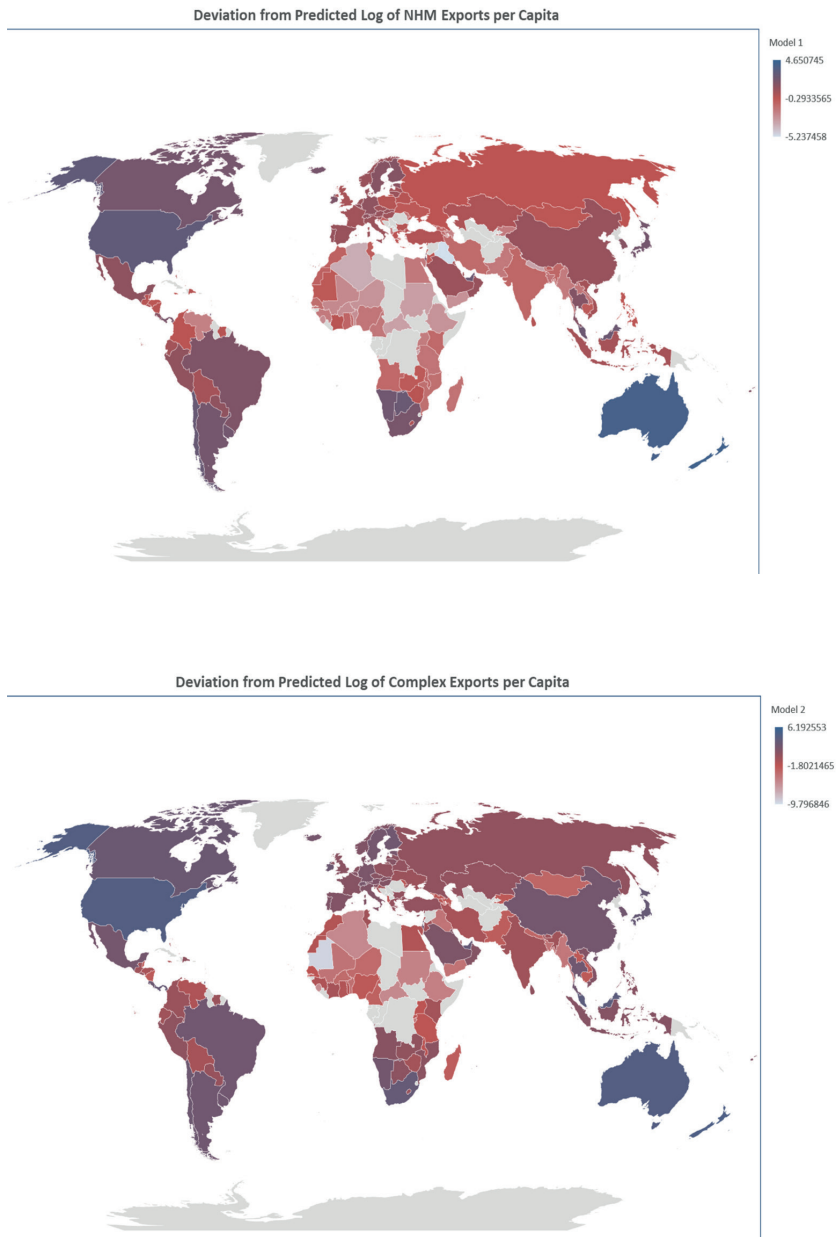 Deviation from Predicted Log of NHM Exports per Capita
Model 1
4.650745
-0.2933565
-5.237458
Deviation from Predicted Log of Complex Exports per Capita
Model 2
6.192553
-1.8021465
-9.796846